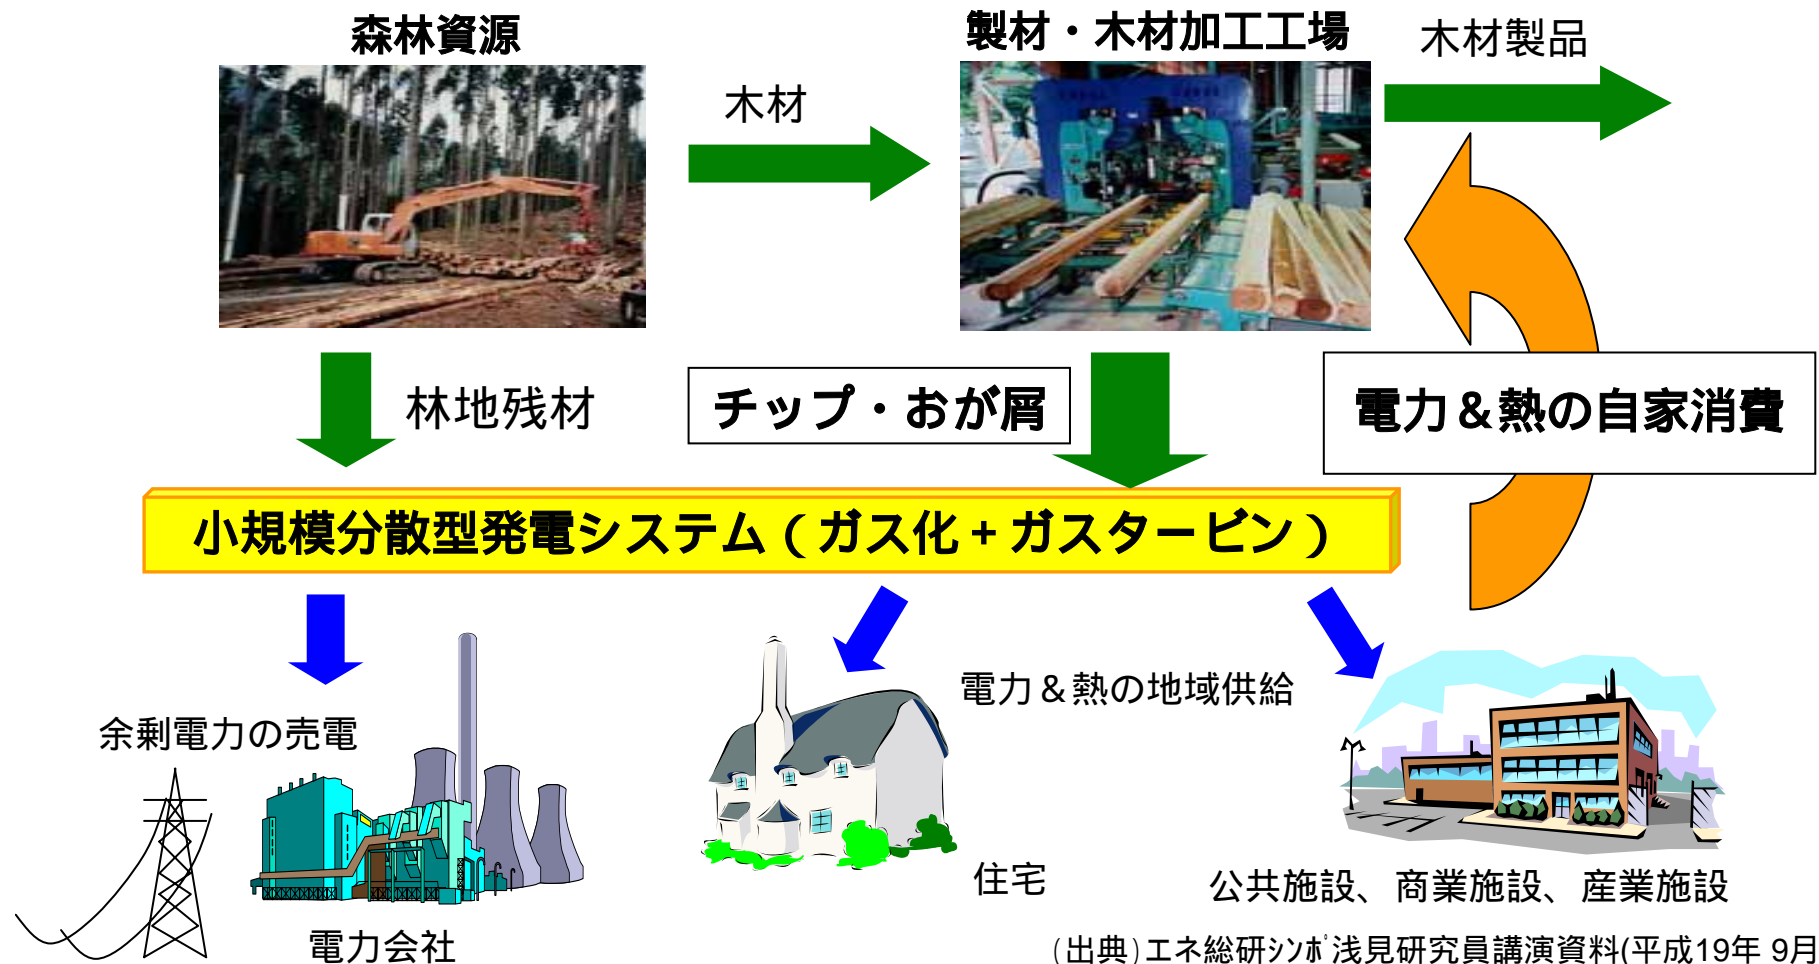 森林資源
製材・木材加工工場
木材製品
木材
林地残材
チップ・おが屑
電力＆熱の自家消費
小規模分散型発電システム（ガス化+ガスタービン）
余剰電力の売電
電力＆熱の地域供給
住宅
公共施設、商業施設、産業施設
電力会社
(出典)エネ総研ｼﾝﾎﾟ浅見研究員講演資料(平成19年 9月